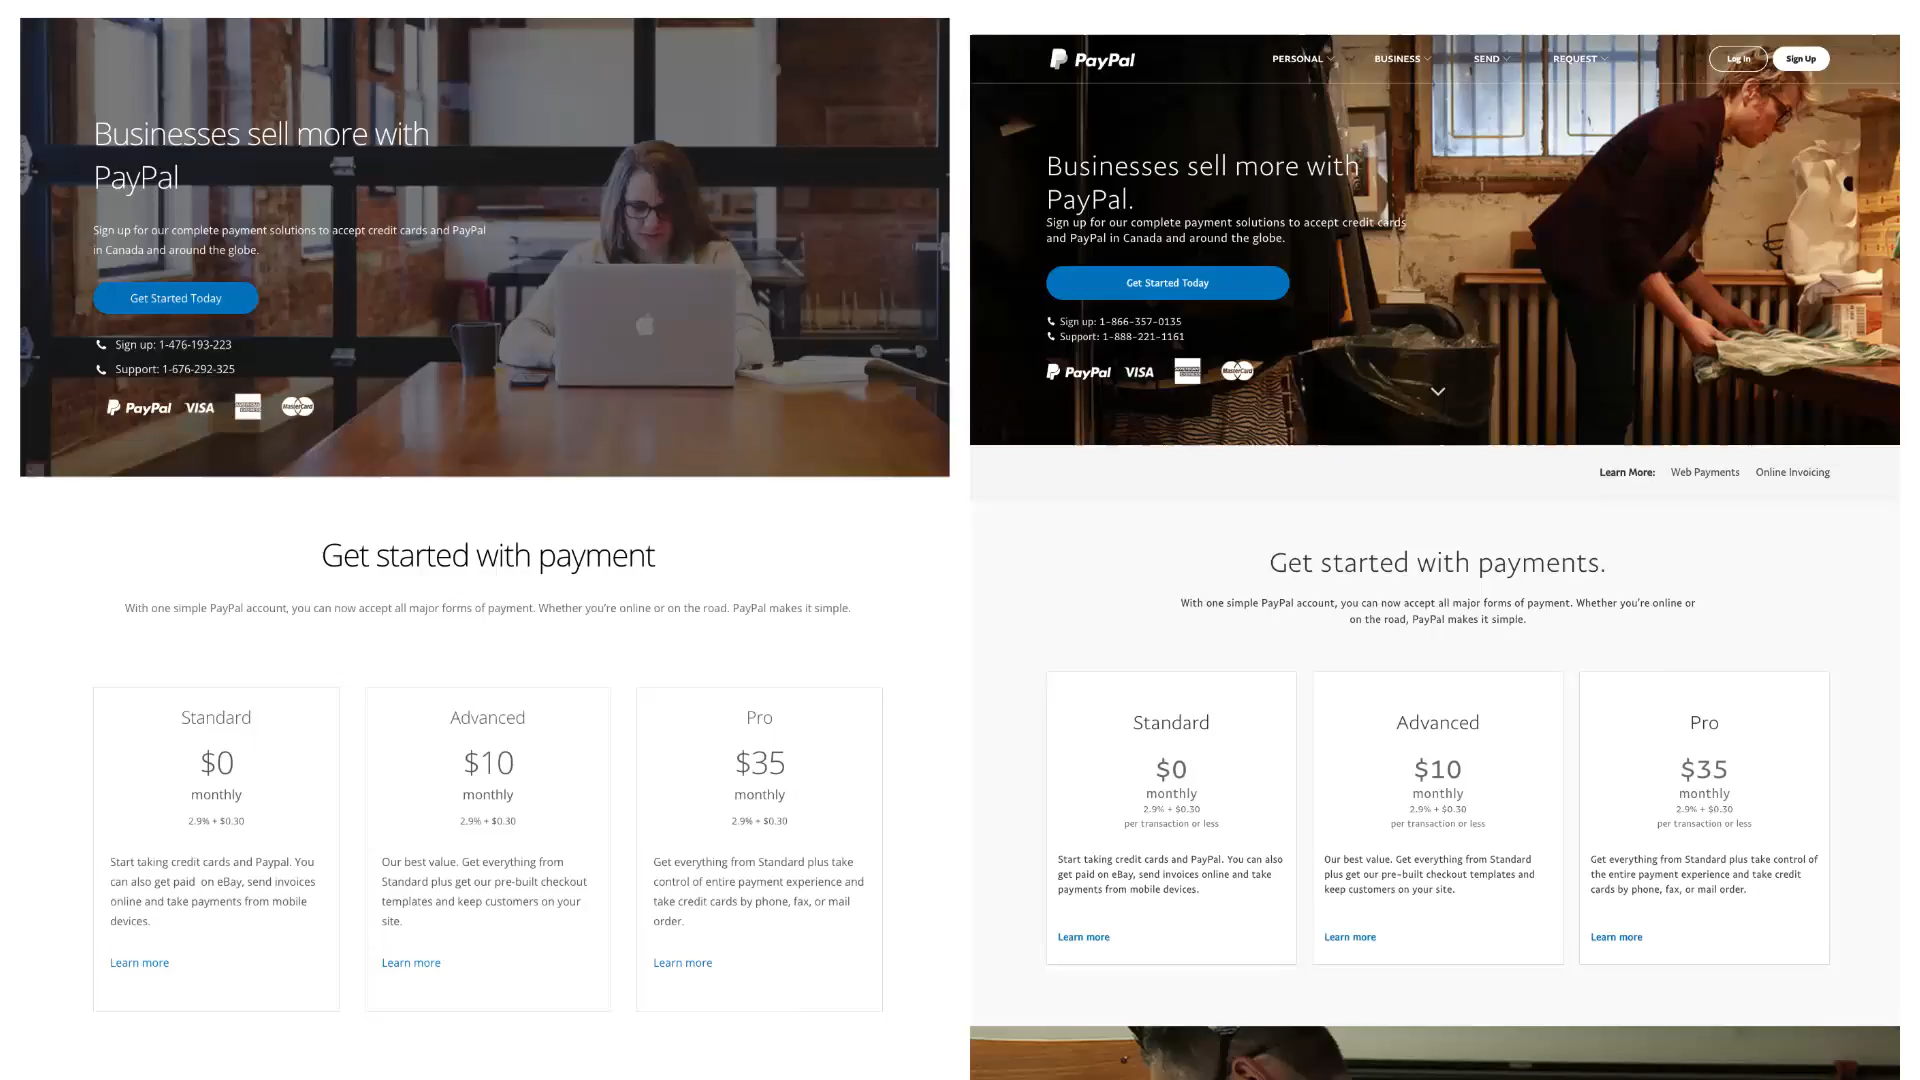 Businesses sell more with
PayPal
Sign up for our complete payment solutions to accept credit cards and PayPal
in Canada and around the globe.
Get Started Today
Sign up: 1-476-193-223
Support: 1-676-292-325
PayPal VISA AMERICAN EXPRESS MasterCard
Get started with payment
With one simple PayPal account, you can now accept all major forms of payment. Whether you're online or on the road. PayPal makes it simple.
Standard
$0
monthly
2.9% + $0.30
Start taking credit cards and Paypal. You
can also get paid on eBay, send invoices
online and take payments from mobile
devices.
Learn more
Advanced
$10
monthly
2.9% + $0.30
Our best value. Get everything from
Standard plus get our pre-built checkout
templates and keep customers on your
site.
Learn more
Pro
$35
monthly
2.9% + $0.30
Get everything from Standard plus take
control of entire payment experience and
take credit cards by phone, fax, or mail
order.
Learn more
PayPal PERSONAL BUSINESS SEND REQUEST Log In Sign Up
Businesses sell more with
PayPal.
Sign up for our complete payment solutions to accept credit cards
and PayPal in Canada and around the globe.
Get Started Today
Sign up: 1-866-357-0135
Support: 1-888-221-1161
PayPal VISA AMERICAN EXPRESS MasterCard
Learn More: Web Payments Online Invoicing
Get started with payments.
With one simple PayPal account, you can now accept all major forms of payment. Whether you're online or
on the road, PayPal makes it simple.
Standard
$0
monthly
2.9% + $0.30
per transaction or less
Start taking credit cards and PayPal. You can also
get paid on eBay, send invoices online and take
payments from mobile devices.
Learn more
Advanced
$10
monthly
2.9% + $0.30
per transaction or less
Our best value. Get everything from Standard
plus get our pre-built checkout templates and
keep customers on your site.
Learn more
Pro
$35
monthly
2.9% + $0.30
per transaction or less
Get everything from Standard plus take control of
the entire payment experience and take credit
cards by phone, fax, or mail order.
Learn more